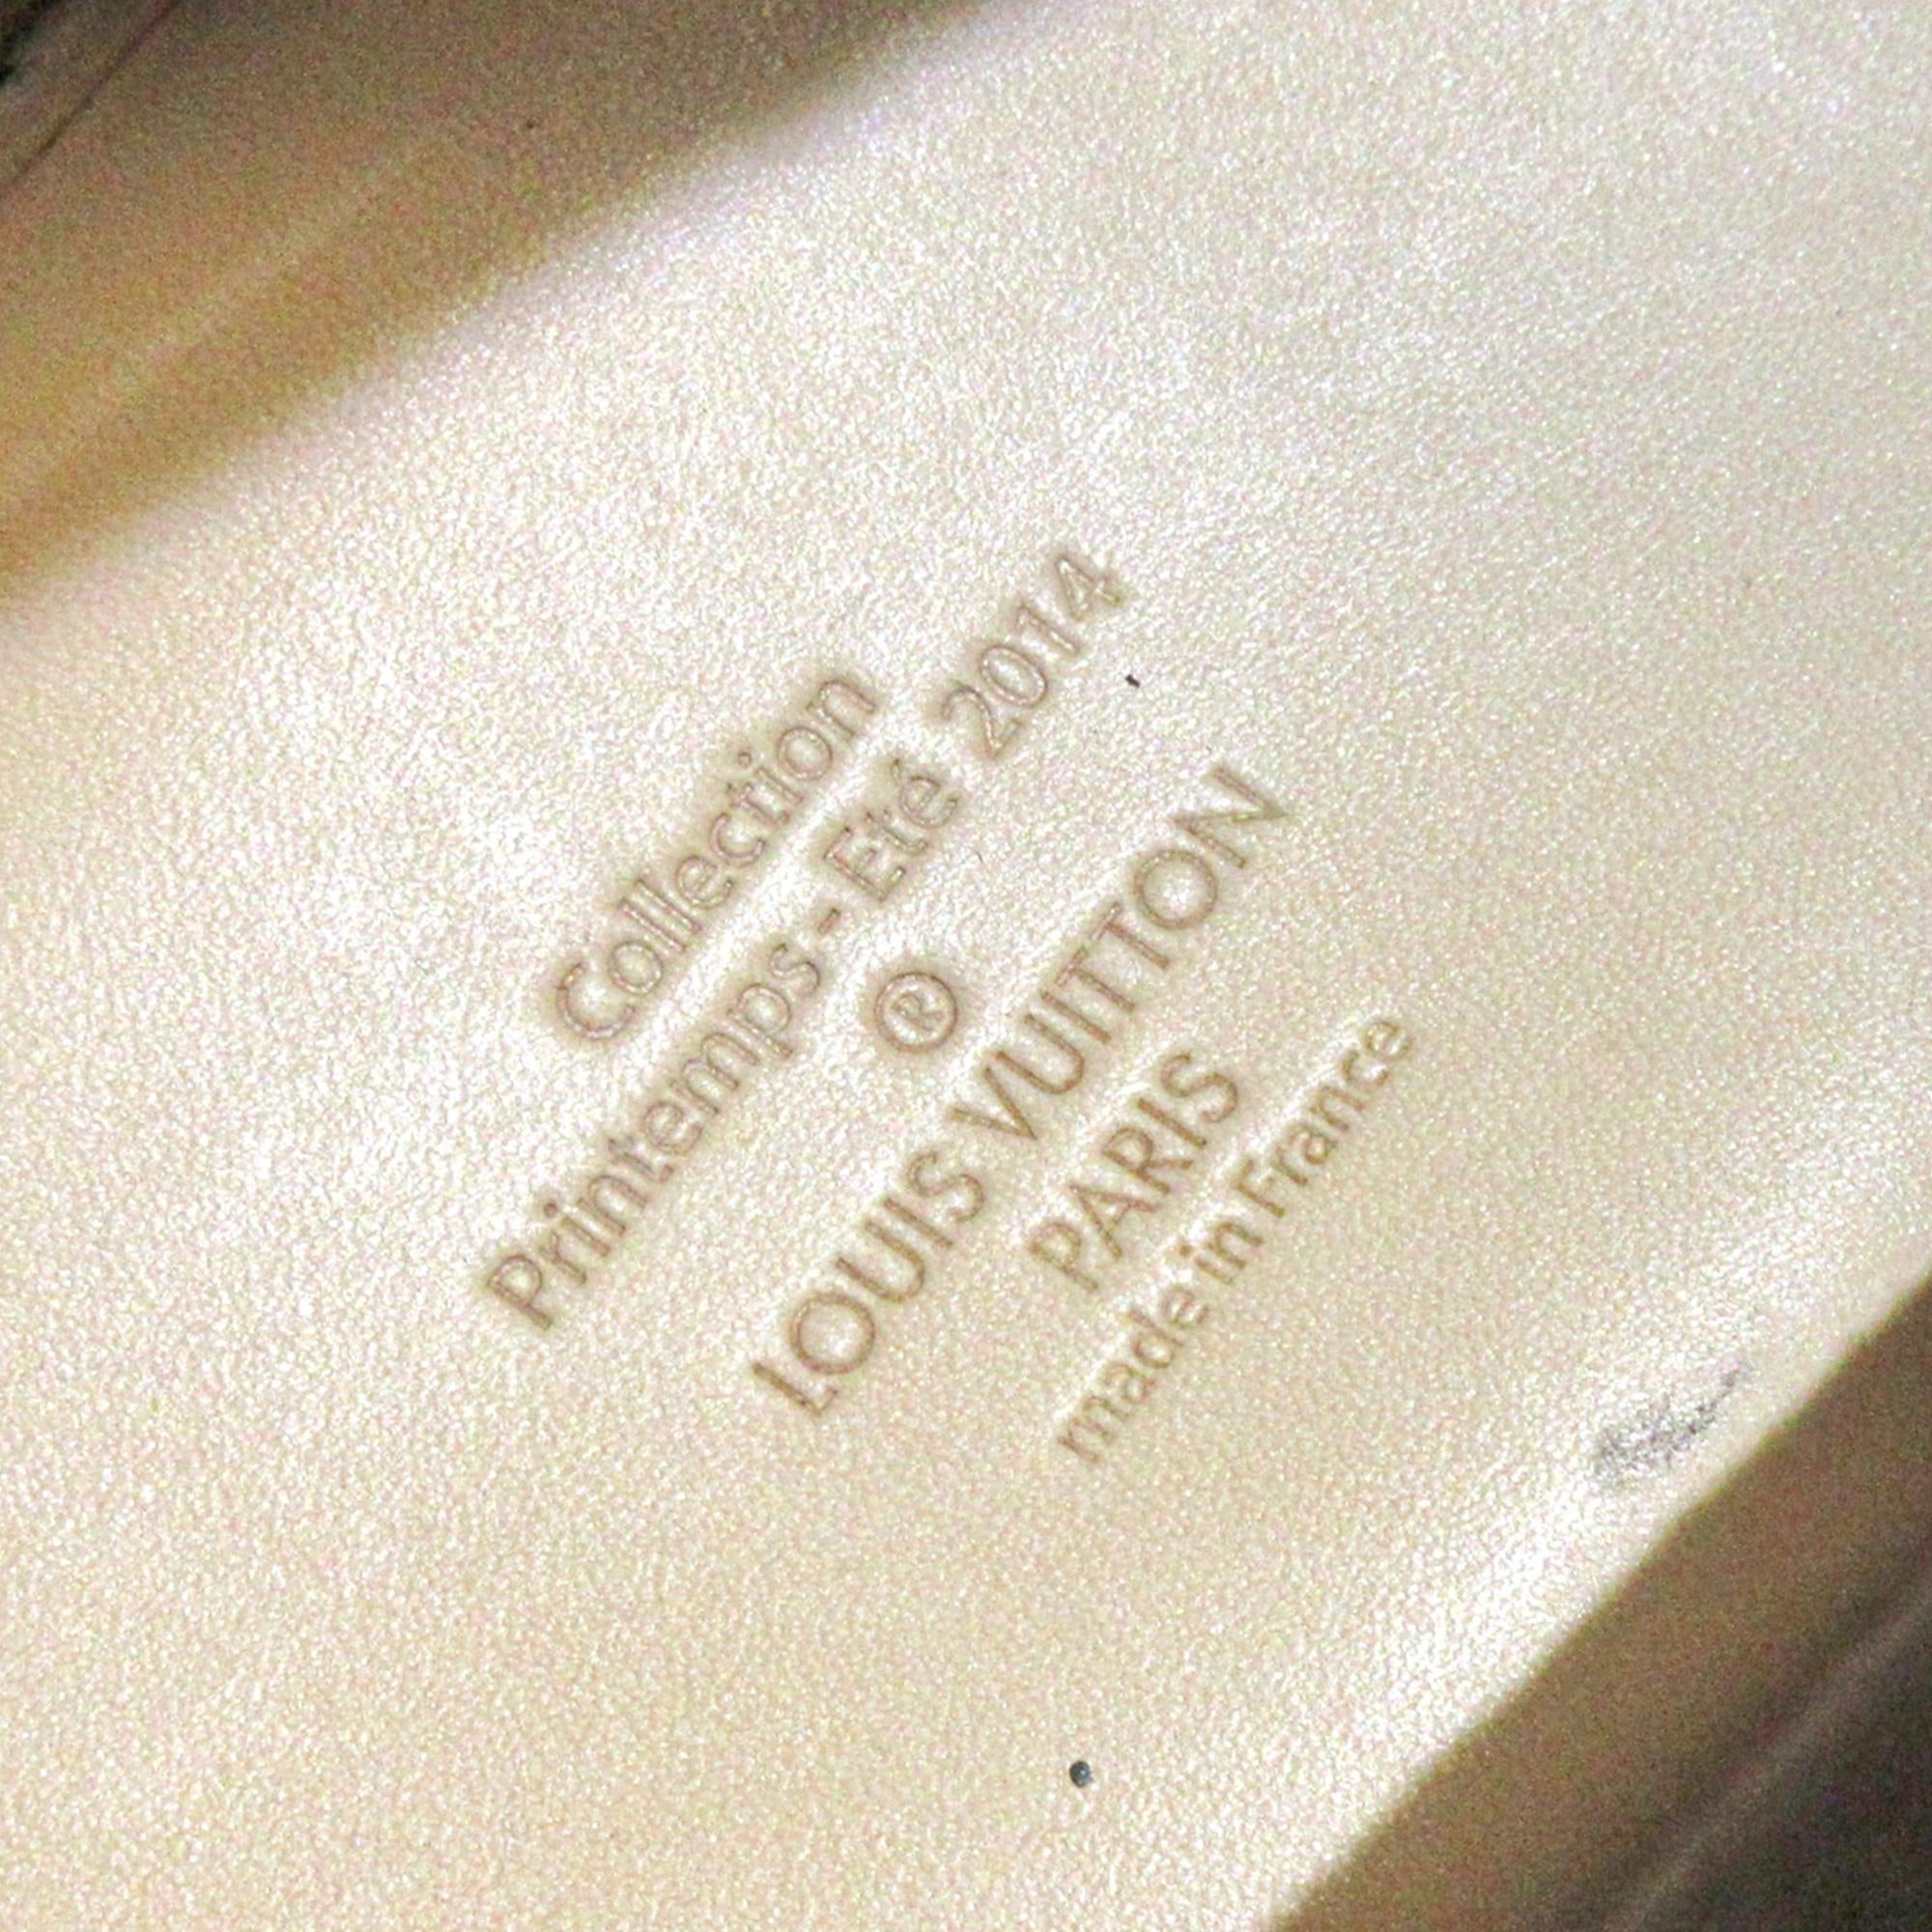 Collection
Printemps - Eté 2014
®
LOUIS VUITTON
PARIS
made in France